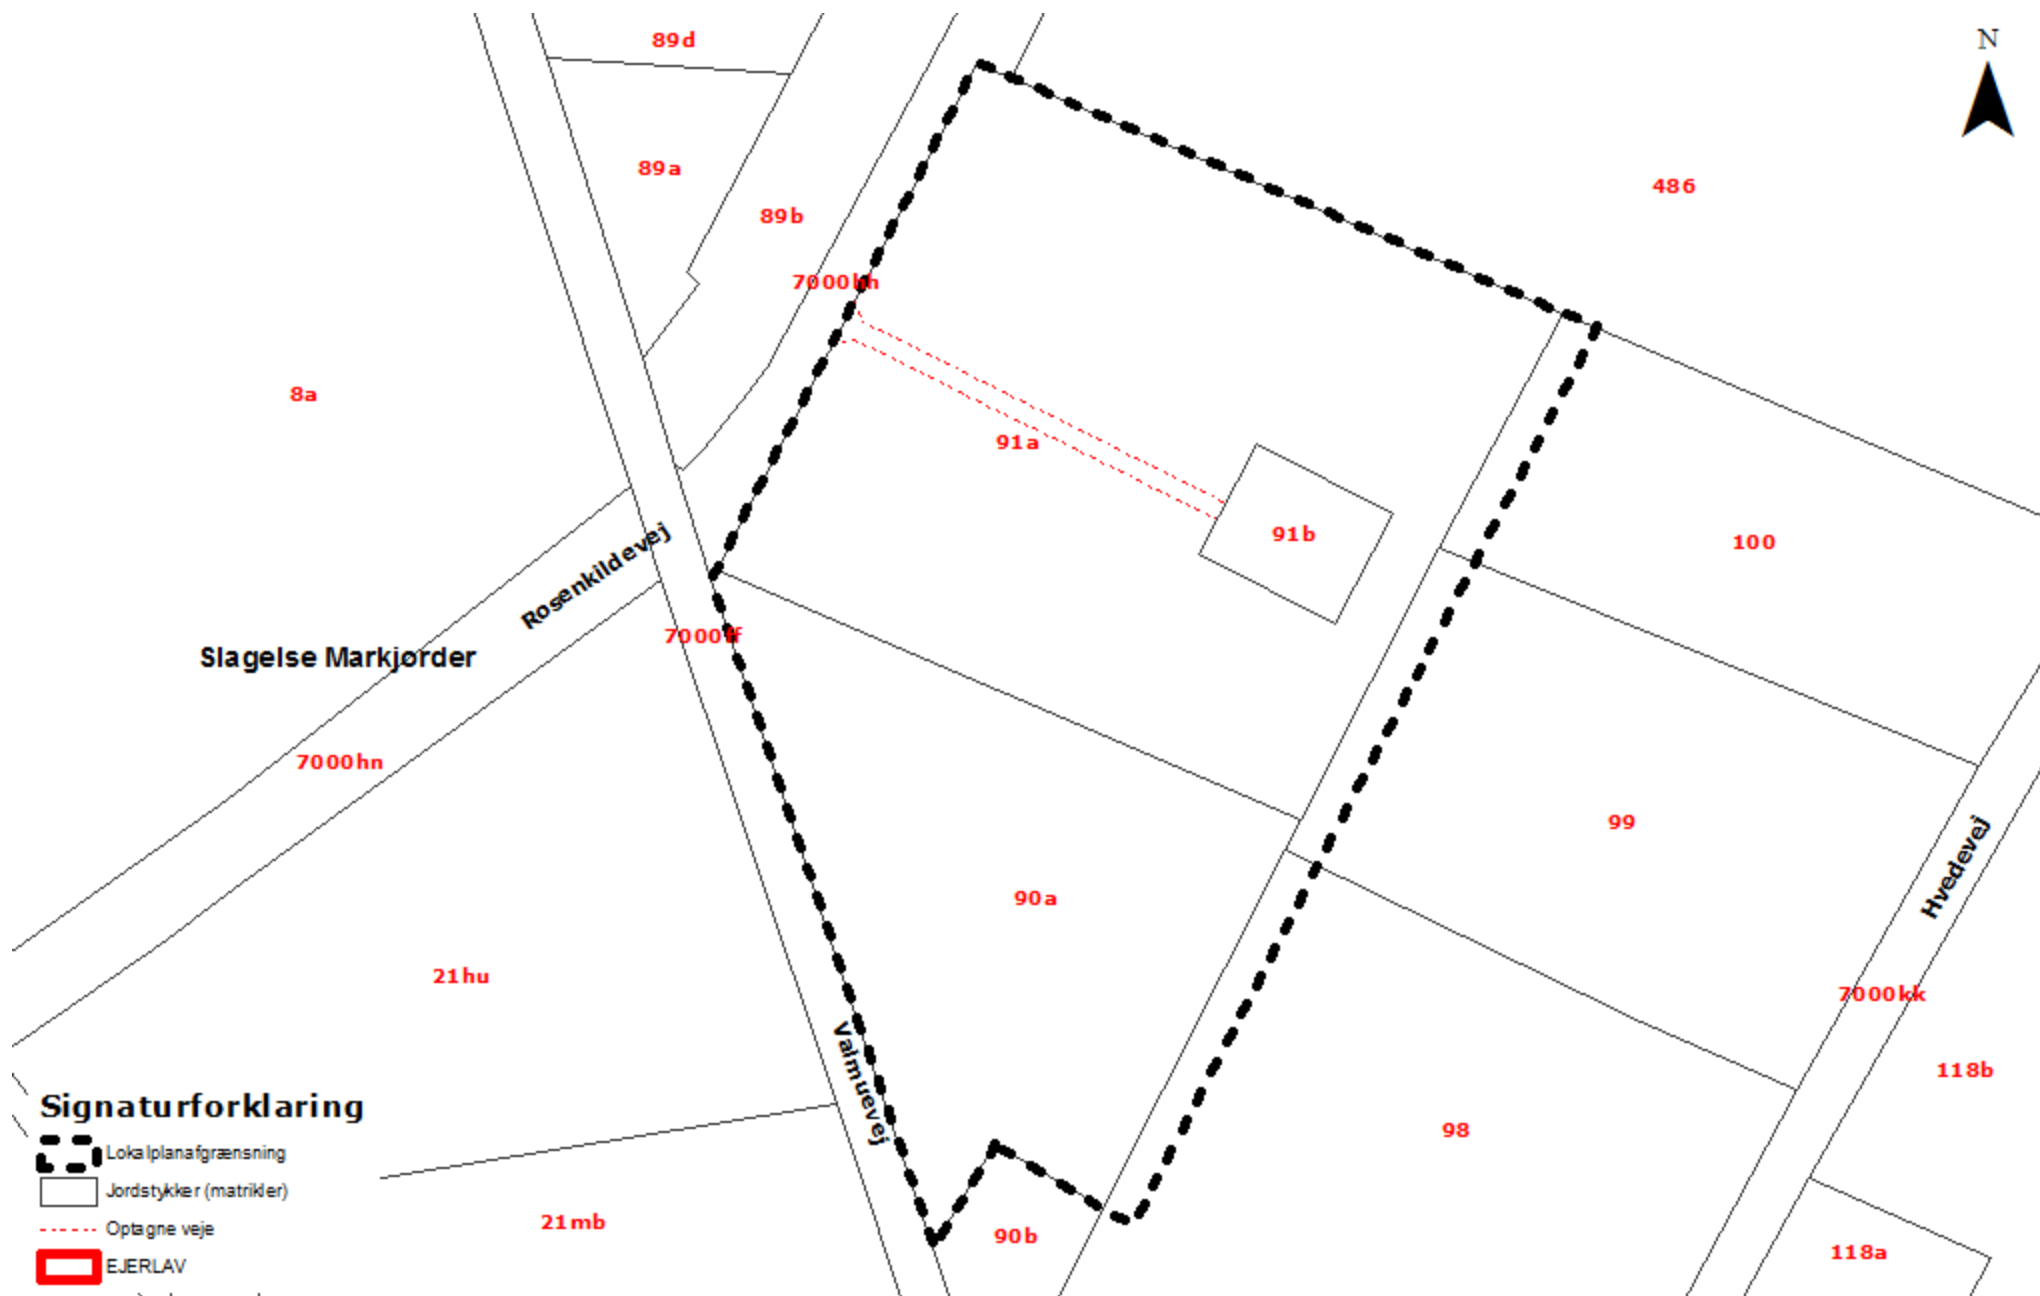 89d
N
89a
486
89b
7000hh
8a
91a
91b
100
Rosenkildevej
7000ff
Slagelse Markjørder
7000hn
99
Hvedevej
90a
21hu
7000kk
Valmuevej
118b
Signaturforklaring
98
Lokalplanafgrænsning
Jordstykker (matrikler)
Optagne veje
21mb
90b
118a
EJERLAV